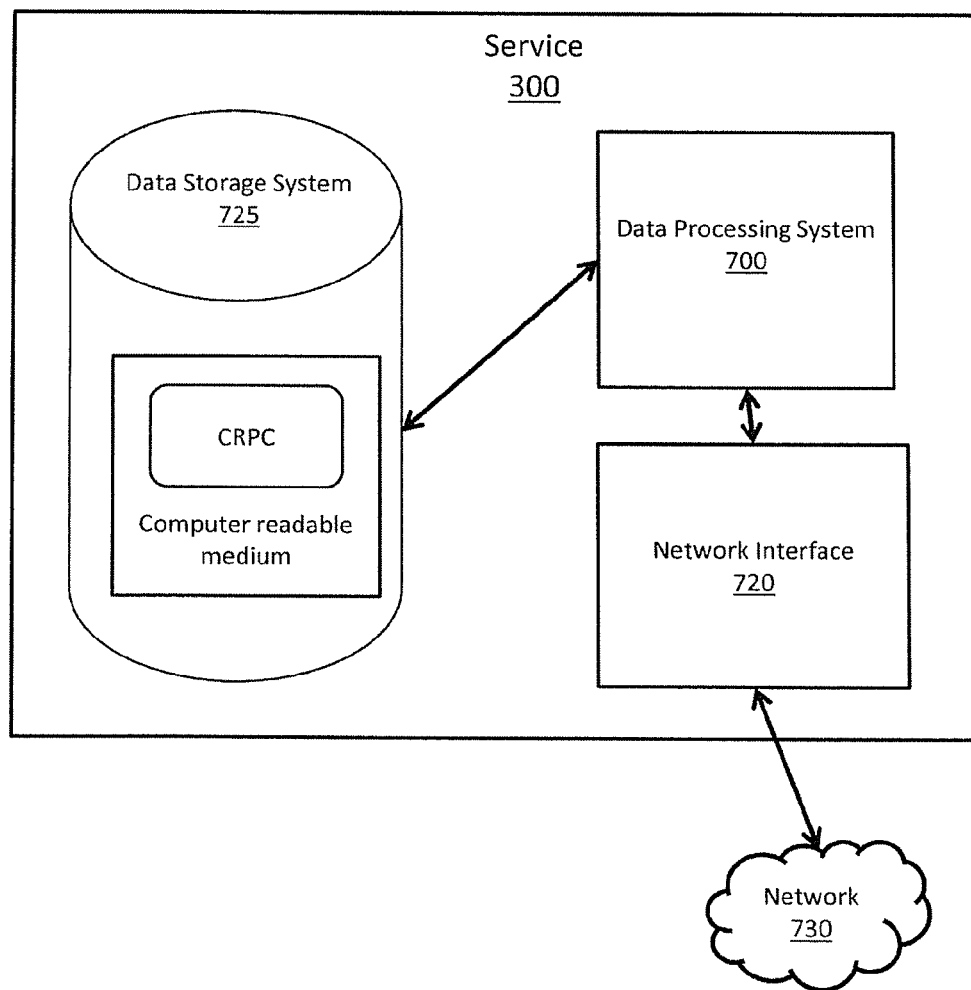 Service
300
Data Storage System
725
CRPC
Computer readable
medium
Data Processing System
700
Network Interface
720
Network
730